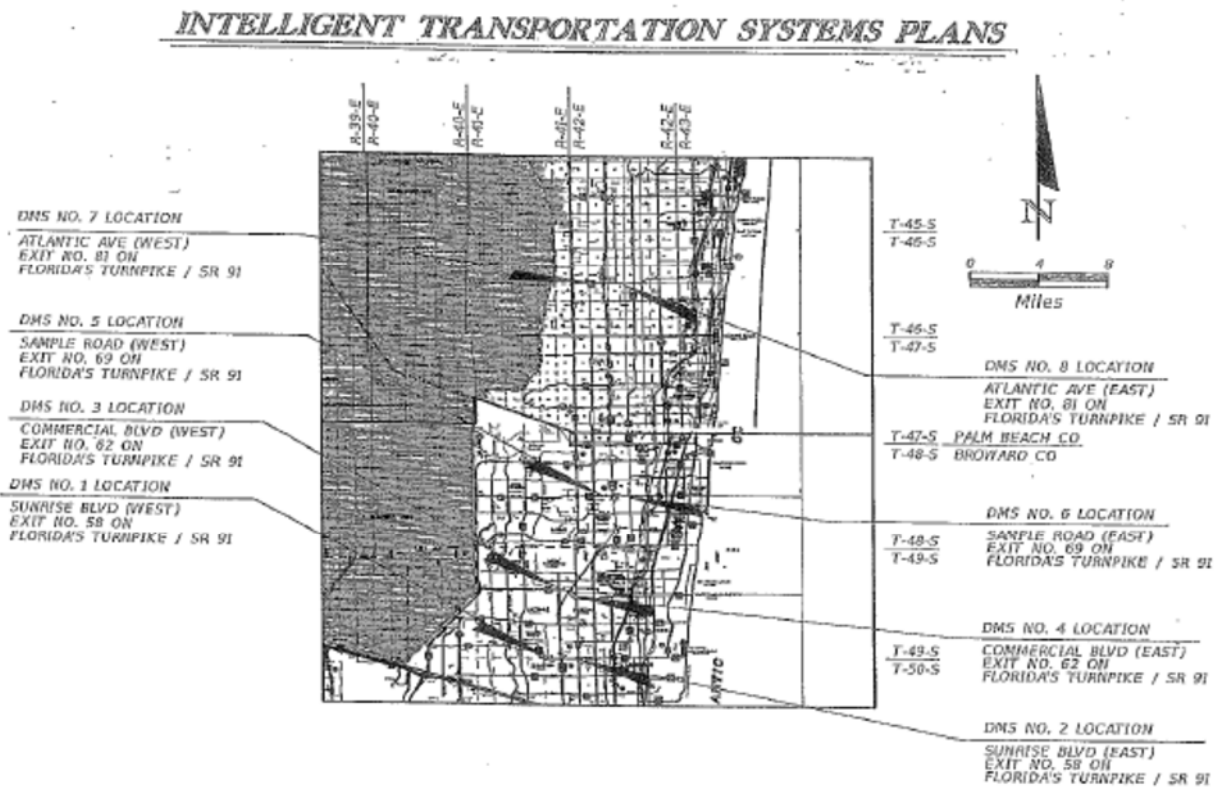 INTELLIGENT TRANSPORTATION SYSTEMS PLANS
R-39-E
R-40-E
R-40-E
R-41-E
R-41-E
R-42-E
R-42-E
R-43-E
N
0 4 8
Miles
DMS NO. 7 LOCATION
ATLANTIC AVE (WEST)
EXIT NO. 81 ON
FLORIDA'S TURNPIKE / SR 91
DMS NO. 5 LOCATION
SAMPLE ROAD (WEST)
EXIT NO. 69 ON
FLORIDA'S TURNPIKE / SR 91
DMS NO. 3 LOCATION
COMMERCIAL BLVD (WEST)
EXIT NO. 62 ON
FLORIDA'S TURNPIKE / SR 91
DMS NO. 1 LOCATION
SUNRISE BLVD (WEST)
EXIT NO. 58 ON
FLORIDA'S TURNPIKE / SR 91
T-45-S
T-46-S
T-46-S
T-47-S
DMS NO. 8 LOCATION
ATLANTIC AVE (EAST)
EXIT NO. 81 ON
FLORIDA'S TURNPIKE / SR 91
T-47-S PALM BEACH CO
T-48-S BROWARD CO
DMS NO. 6 LOCATION
SAMPLE ROAD (EAST)
EXIT NO. 69 ON
FLORIDA'S TURNPIKE / SR 91
T-48-S
T-49-S
DMS NO. 4 LOCATION
COMMERCIAL BLVD (EAST)
EXIT NO. 62 ON
FLORIDA'S TURNPIKE / SR 91
T-49-S
T-50-S
DMS NO. 2 LOCATION
SUNRISE BLVD (EAST)
EXIT NO. 58 ON
FLORIDA'S TURNPIKE / SR 91